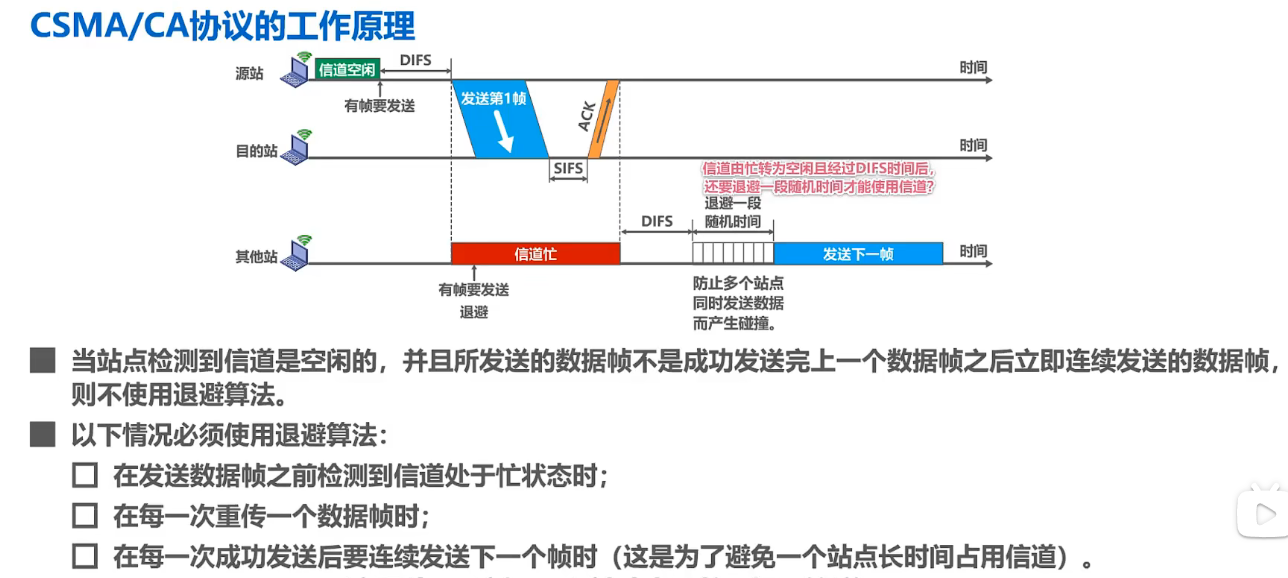 CSMA/CA协议的工作原理
源站
信道空闲
DIFS
时间
有帧要发送
发送第1帧
ACK
目的站
时间
SIFS
信道由忙转为空闲且经过DIFS时间后，
还要退避一段随机时间才能使用信道？
退避一段
随机时间
DIFS
其他站
信道忙
发送下一帧
时间
有帧要发送
退避
防止多个站点
同时发送数据
而产生碰撞。
当站点检测到信道是空闲的，并且所发送的数据帧不是成功发送完上一个数据帧之后立即连续发送的数据帧，
则不使用退避算法。
以下情况必须使用退避算法：
在发送数据帧之前检测到信道处于忙状态时；
在每一次重传一个数据帧时；
在每一次成功发送后要连续发送下一个帧时（这是为了避免一个站点长时间占用信道）。